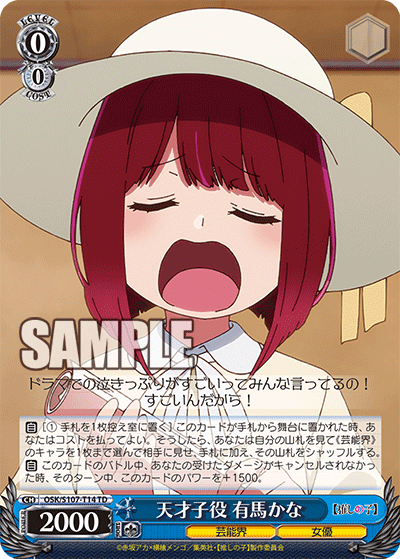 LEVEL
0
0
COST
SAMPLE
ドラマでの泣きっぷりがすごいってみんな言ってるの！
すごいんだから！
自 [① 手札を1枚控え室に置く] このカードが手札から舞台に置かれた時、あ
なたはコストを払ってよい。そうしたら、あなたは自分の山札を見て《芸能界》
のキャラを1枚まで選んで相手に見せ、手札に加え、その山札をシャッフルする。
自 このカードのバトル中、あなたの受けたダメージがキャンセルされなかっ
た時、そのターン中、このカードのパワーを＋1500。
OSK/S107-T14 TD
天才子役 有馬かな
【推しの子】
2000
芸能界
女優
©赤坂アカ×横槍メンゴ／集英社・【推しの子】製作委員会